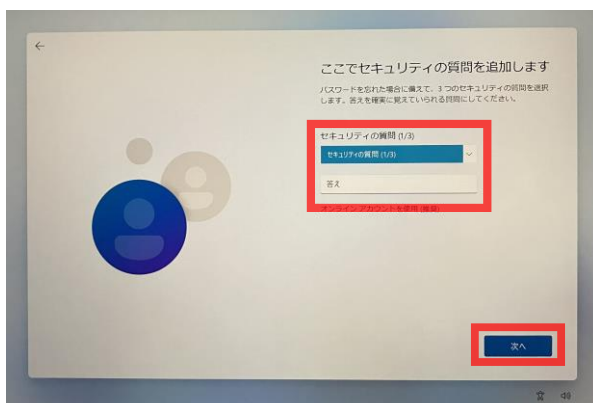 ここでセキュリティの質問を追加します
パスワードを忘れた場合に備えて、3 つのセキュリティの質問を選択
します。答えを確実に覚えていられる質問にしてください。
セキュリティの質問 (1/3)
セキュリティの質問 (1/3)
答え
オンライン アカウントを使用 (推奨)
次へ